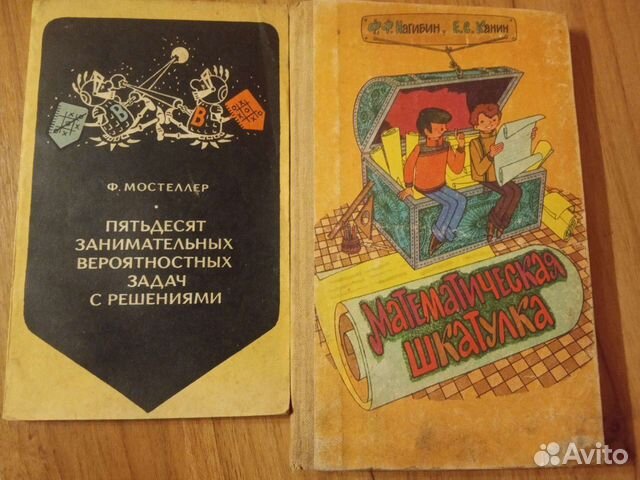 Ф. МОСТЕЛЛЕР
ПЯТЬДЕСЯТ
ЗАНИМАТЕЛЬНЫХ
ВЕРОЯТНОСТНЫХ
ЗАДАЧ
С РЕШЕНИЯМИ
Ф.Ф. Нагибин, Е.С. Канин
МАТЕМАТИЧЕСКАЯ
ШКАТУЛКА
Avito